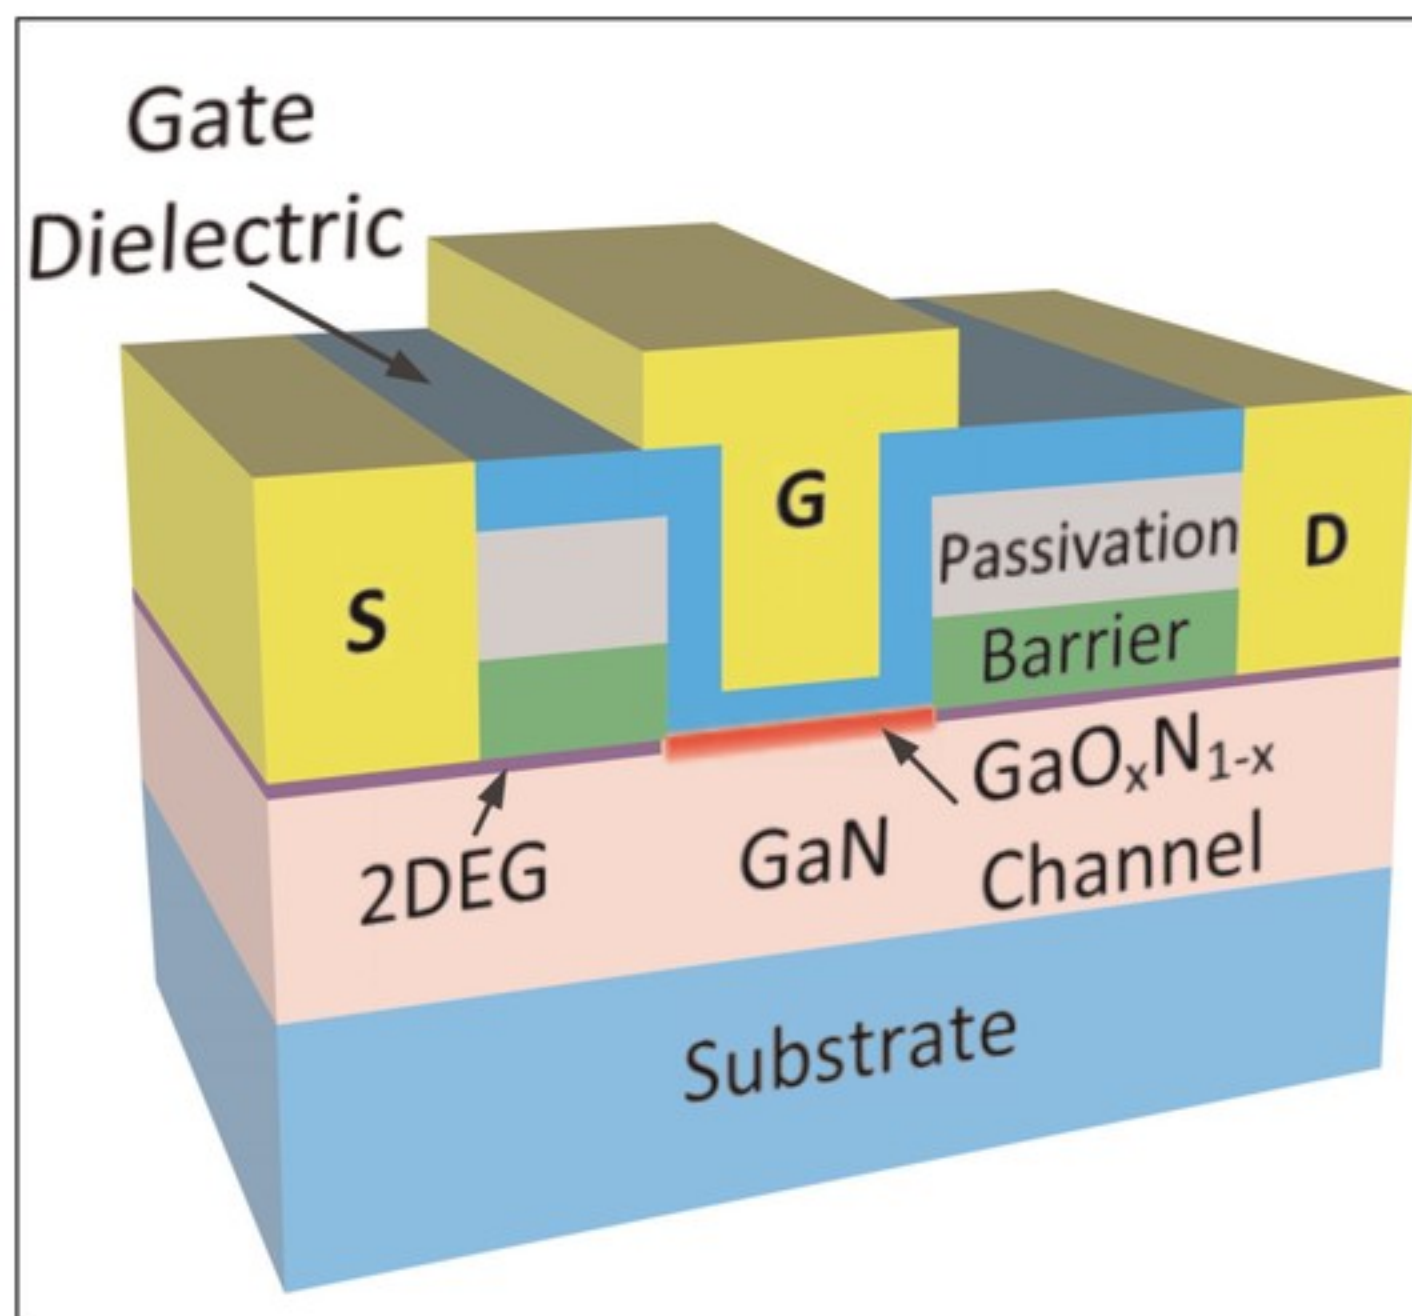 Gate
Dielectric
G
S
D
Passivation
Barrier
GaOₓN₁₋ₓ
Channel
2DEG
GaN
Substrate